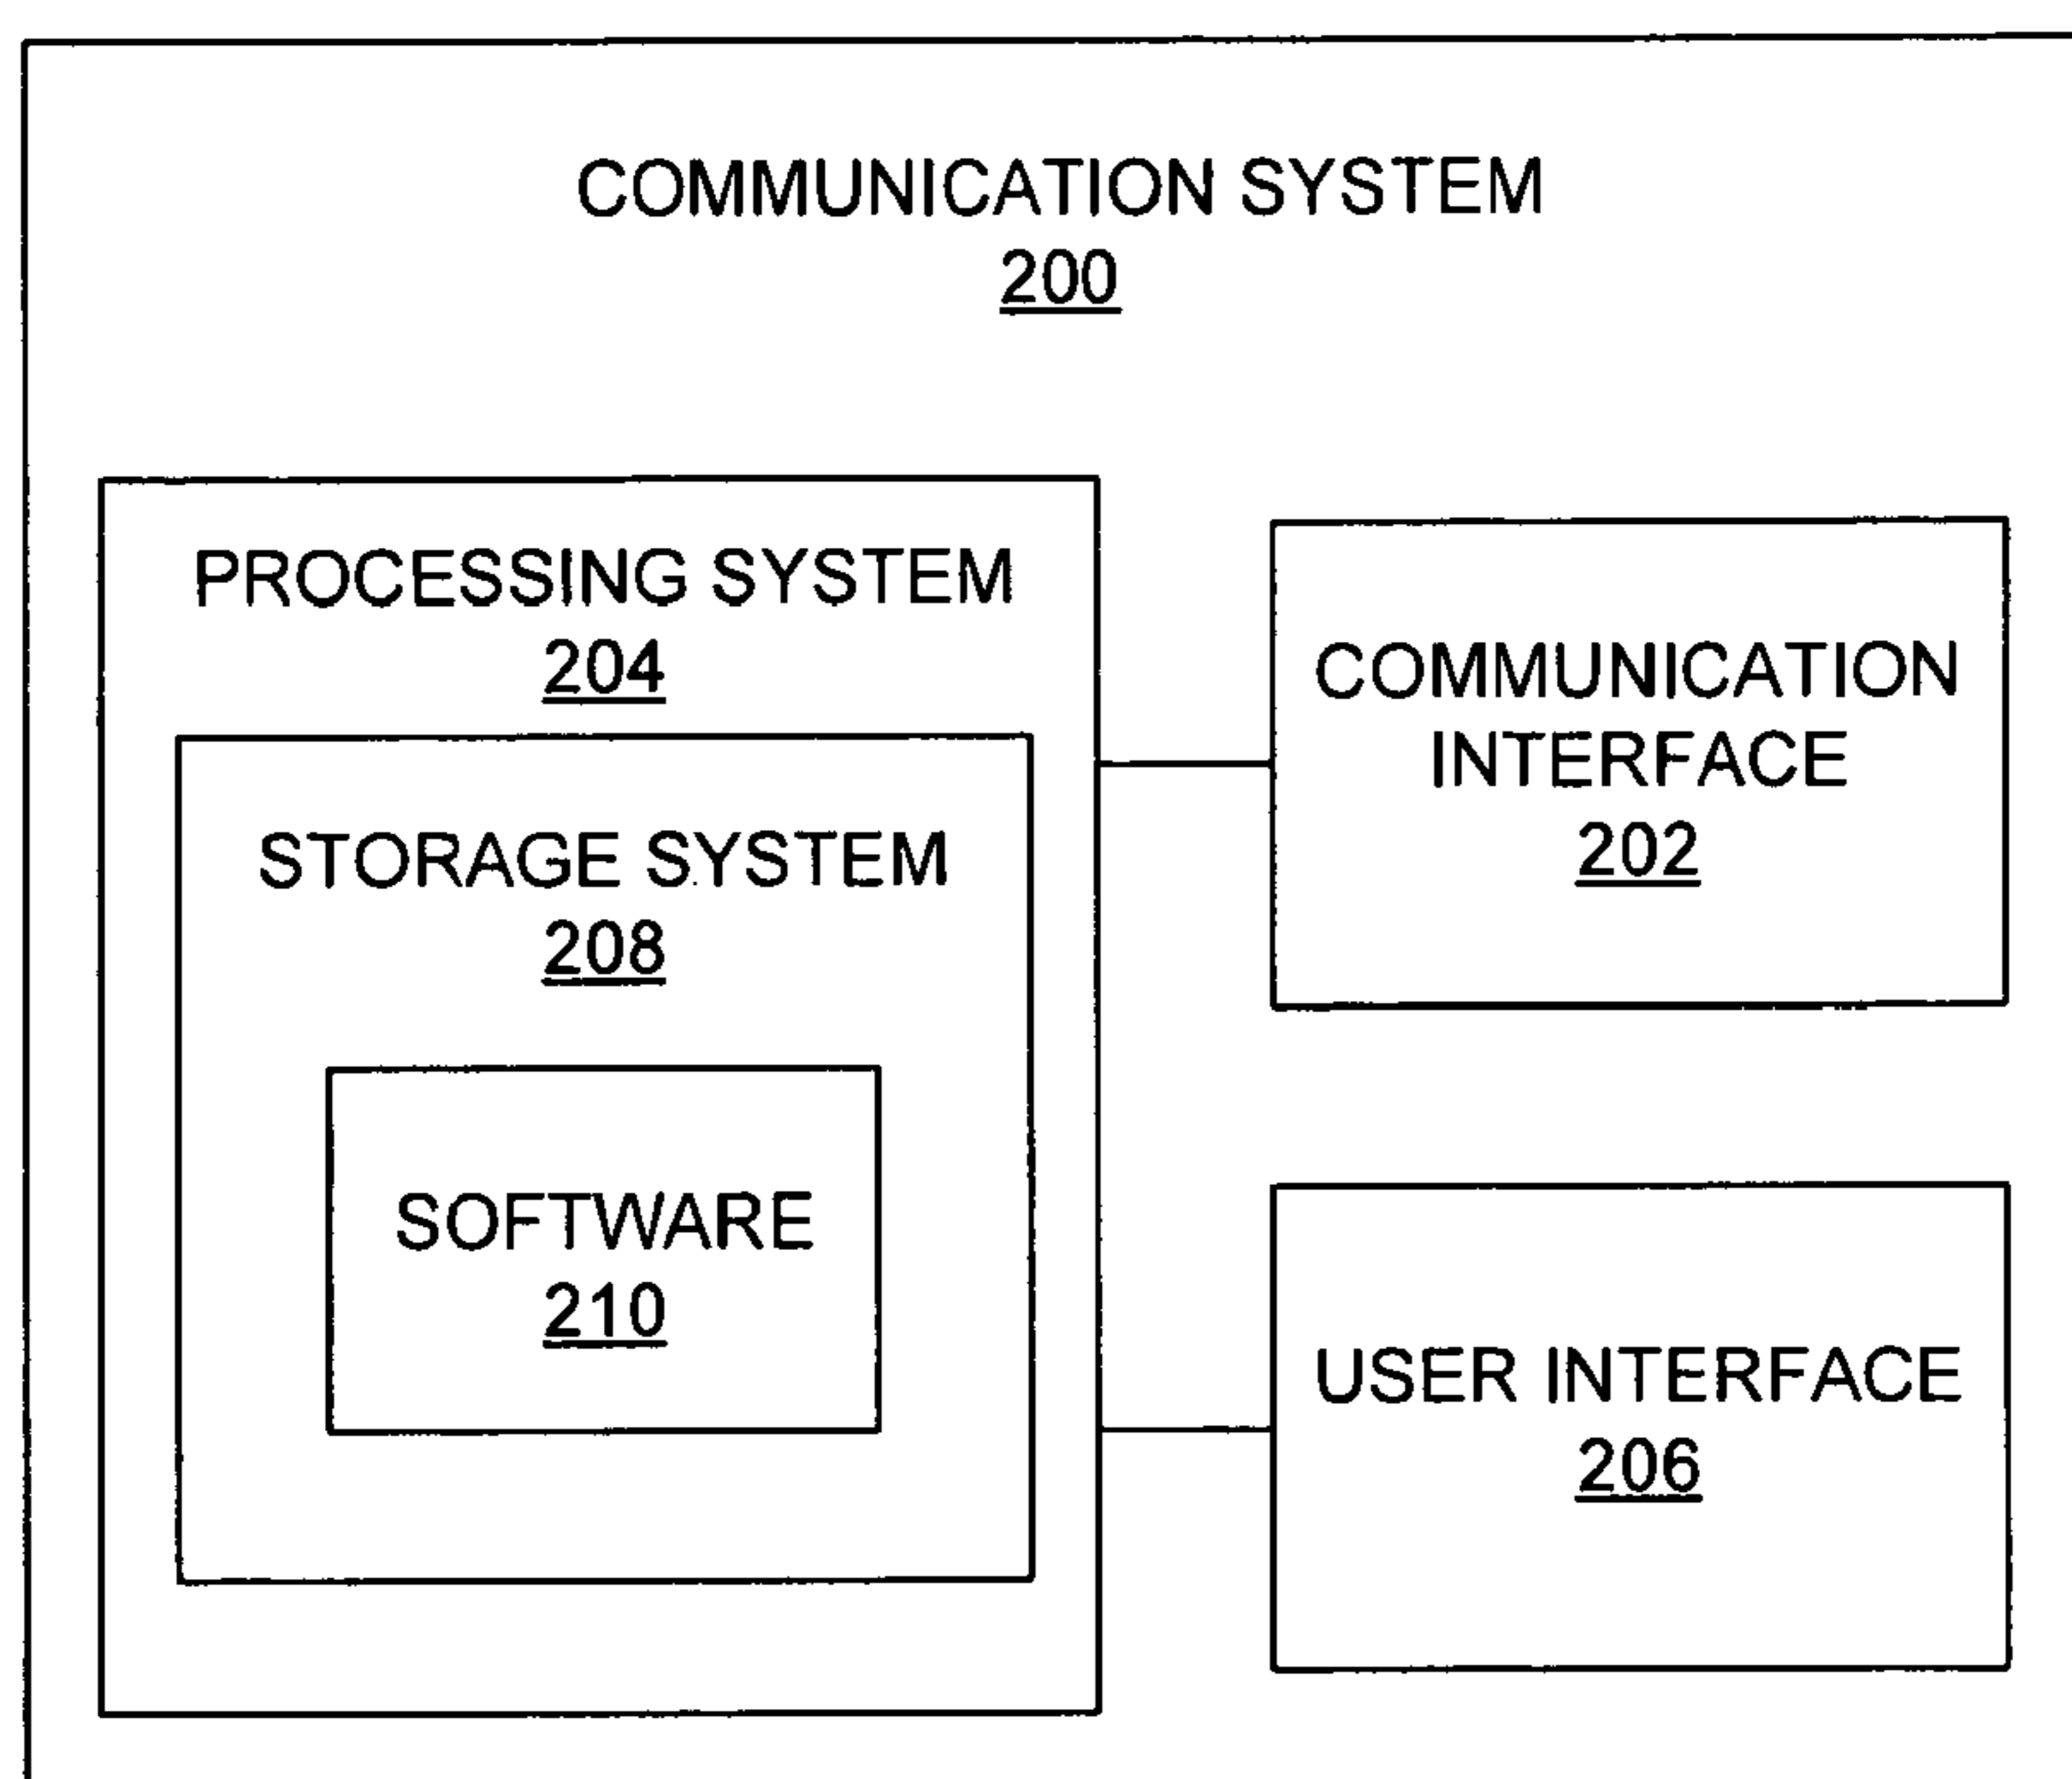 COMMUNICATION SYSTEM
200
PROCESSING SYSTEM
204
STORAGE SYSTEM
208
SOFTWARE
210
COMMUNICATION
INTERFACE
202
USER INTERFACE
206